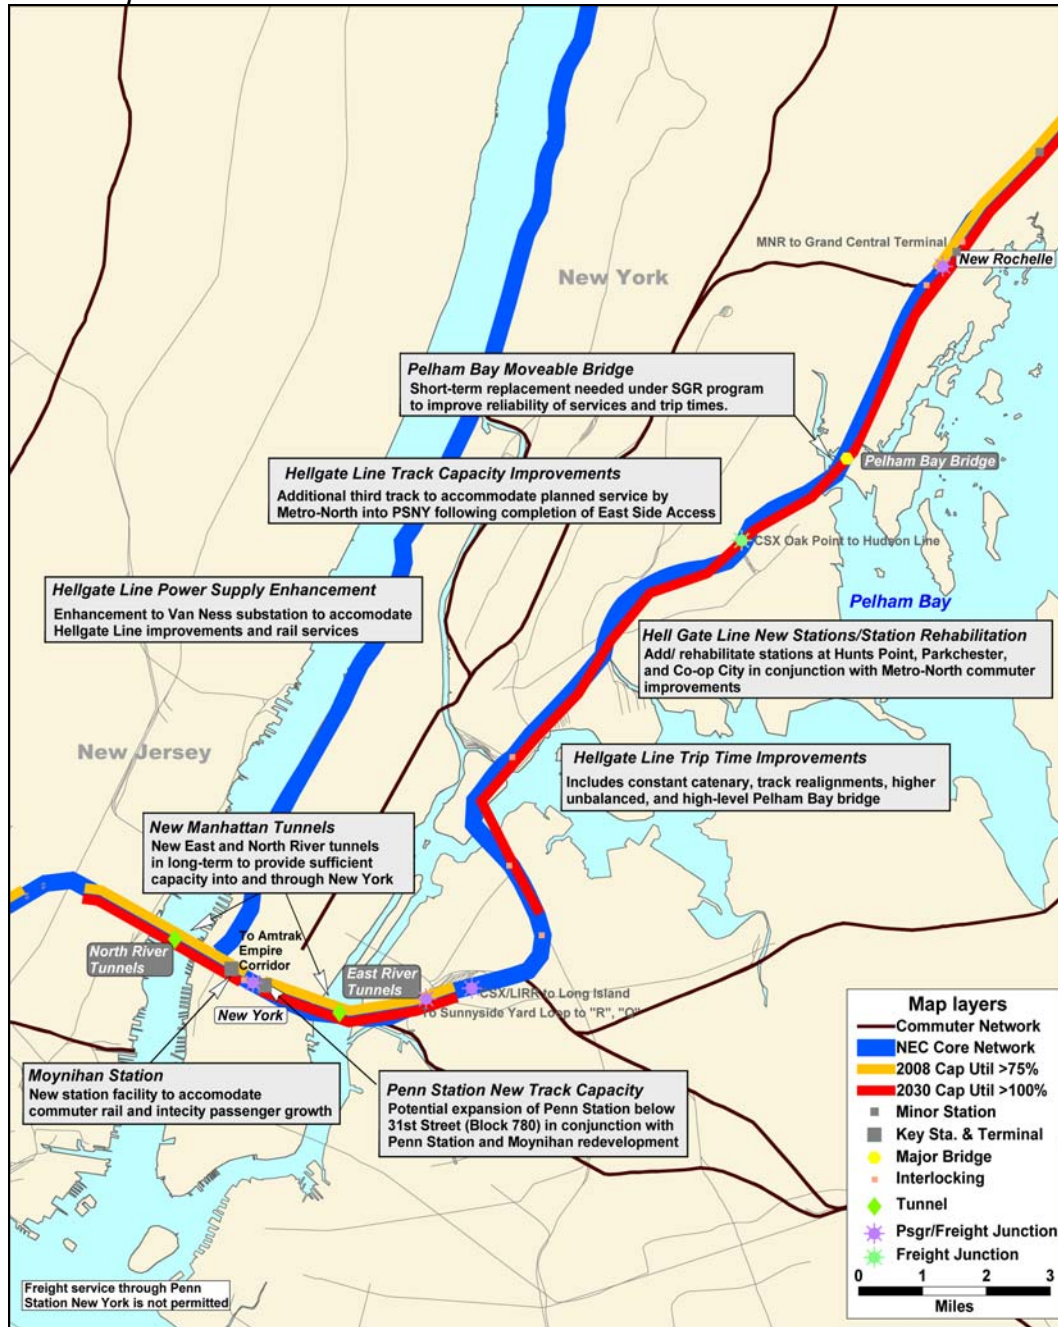 MNR to Grand Central Terminal
New Rochelle
New York
Pelham Bay Moveable Bridge
Short-term replacement needed under SGR program
to improve reliability of services and trip times.
Pelham Bay Bridge
Hellgate Line Track Capacity Improvements
Additional third track to accommodate planned service by
Metro-North into PSNY following completion of East Side Access
CSX Oak Point to Hudson Line
Hellgate Line Power Supply Enhancement
Enhancement to Van Ness substation to accomodate
Hellgate Line improvements and rail services
Pelham Bay
Hell Gate Line New Stations/Station Rehabilitation
Add/ rehabilitate stations at Hunts Point, Parkchester,
and Co-op City in conjunction with Metro-North commuter
improvements
New Jersey
Hellgate Line Trip Time Improvements
Includes constant catenary, track realignments, higher
unbalanced, and high-level Pelham Bay bridge
New Manhattan Tunnels
New East and North River tunnels
in long-term to provide sufficient
capacity into and through New York
North River
Tunnels
To Amtrak
Empire
Corridor
East River
Tunnels
CSX/LIRR to Long Island
To Sunnyside Yard Loop to "R", "Q"
New York
Moynihan Station
New station facility to accomodate
commuter rail and intecity passenger growth
Penn Station New Track Capacity
Potential expansion of Penn Station below
31st Street (Block 780) in conjunction with
Penn Station and Moynihan redevelopment
Map layers
Commuter Network
NEC Core Network
2008 Cap Util >75%
2030 Cap Util >100%
Minor Station
Key Sta. & Terminal
Major Bridge
Interlocking
Tunnel
Psgr/Freight Junction
Freight Junction
0 1 2 3
Miles
Freight service through Penn
Station New York is not permitted